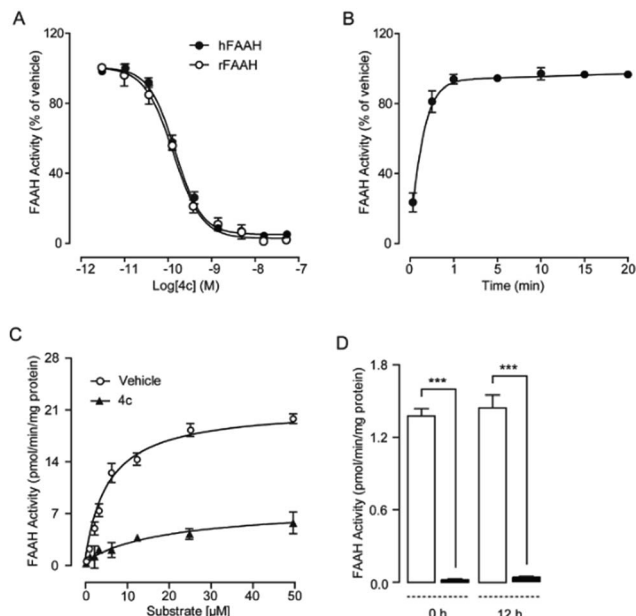 A
FAAH Activity (% of vehicle)
120
80
40
0
hFAAH
rFAAH
-12 -11 -10 -9 -8 -7
Log[4c] (M)
B
FAAH Activity (% of vehicle)
120
80
40
0
0 1 5 10 15 20
Time (min)
C
FAAH Activity (pmol/min/mg protein)
28
21
14
7
0
Vehicle
4c
0 10 20 30 40 50
Substrate [µM]
D
FAAH Activity (pmol/min/mg protein)
1.8
1.2
0.6
0.0
***
***
0 h 12 h